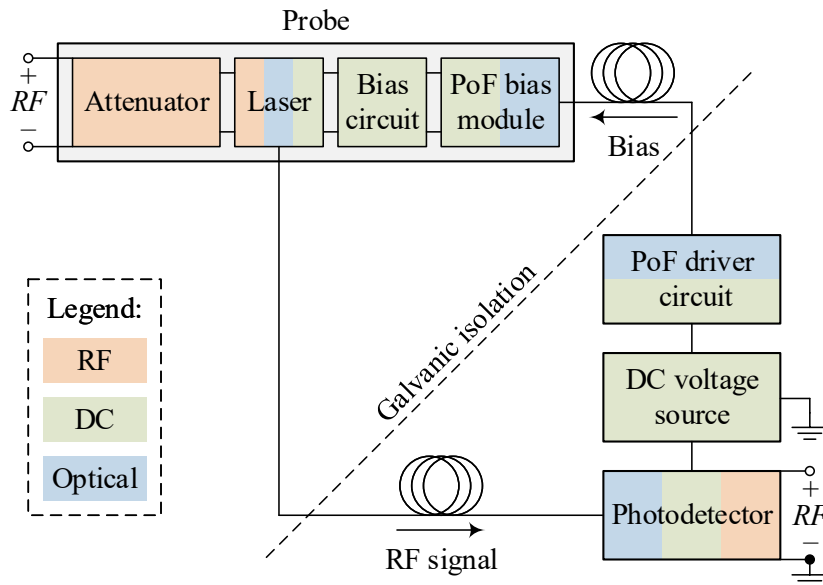 Probe
+
RF
−
Attenuator
Laser
Bias
circuit
PoF bias
module
Bias
PoF driver
circuit
Galvanic isolation
Legend:
RF
DC
Optical
DC voltage
source
Photodetector
+
RF
−
RF signal